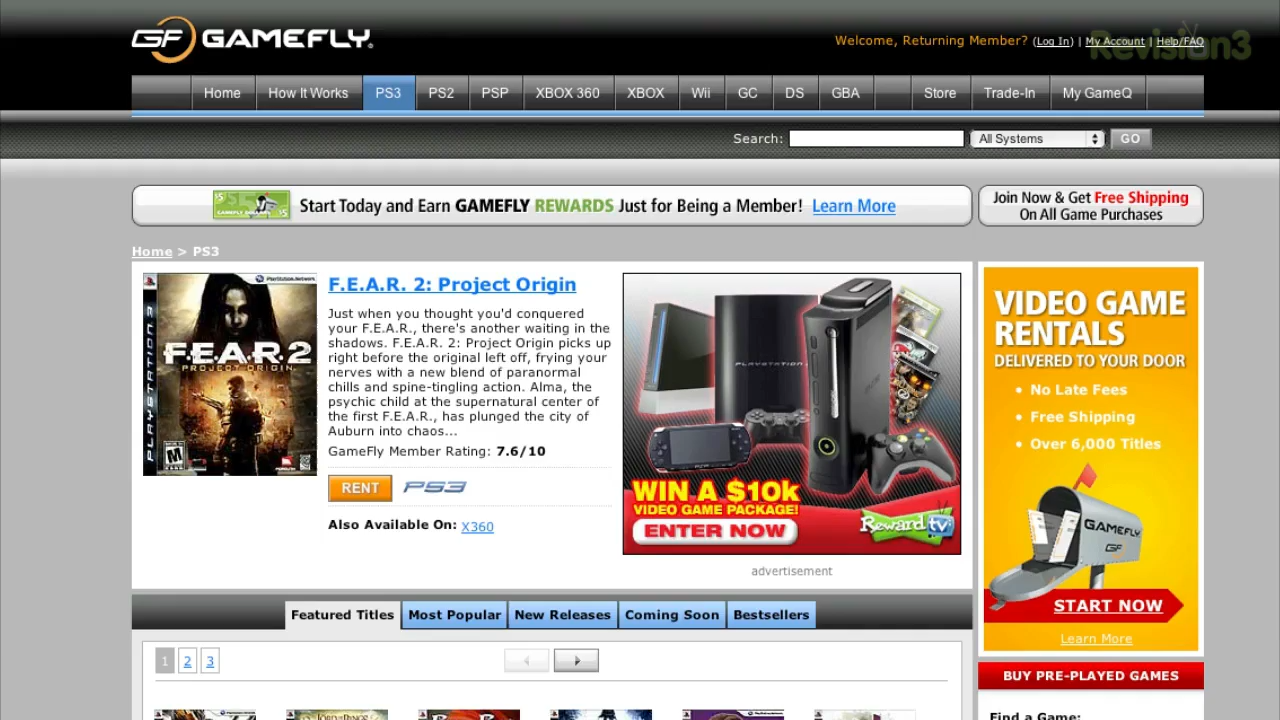 GF GAMEFLY.
Welcome, Returning Member? (Log In) | My Account | Help/FAQ
Revision3
Home How It Works PS3 PS2 PSP XBOX 360 XBOX Wii GC DS GBA Store Trade-In My GameQ
Search: All Systems GO
Start Today and Earn GAMEFLY REWARDS Just for Being a Member! Learn More
Join Now & Get Free Shipping
On All Game Purchases
Home > PS3
F.E.A.R. 2: Project Origin
Just when you thought you'd conquered
your F.E.A.R., there's another waiting in the
shadows. F.E.A.R. 2: Project Origin picks up
right before the original left off, frying your
nerves with a new blend of paranormal
chills and spine-tingling action. Alma, the
psychic child at the supernatural center of
the first F.E.A.R., has plunged the city of
Auburn into chaos...
GameFly Member Rating: 7.6/10
RENT PS3
Also Available On: X360
PLAYSTATION 3
F.E.A.R.2
PROJECT ORIGIN
M
PLAYSTATION
PSP
WIN A $10k
VIDEO GAME PACKAGE!
ENTER NOW
Reward tv
advertisement
VIDEO GAME
RENTALS
DELIVERED TO YOUR DOOR
• No Late Fees
• Free Shipping
• Over 6,000 Titles
GAMEFLY
GF
START NOW
Learn More
Featured Titles Most Popular New Releases Coming Soon Bestsellers
1 2 3
BUY PRE-PLAYED GAMES
Find a Game: